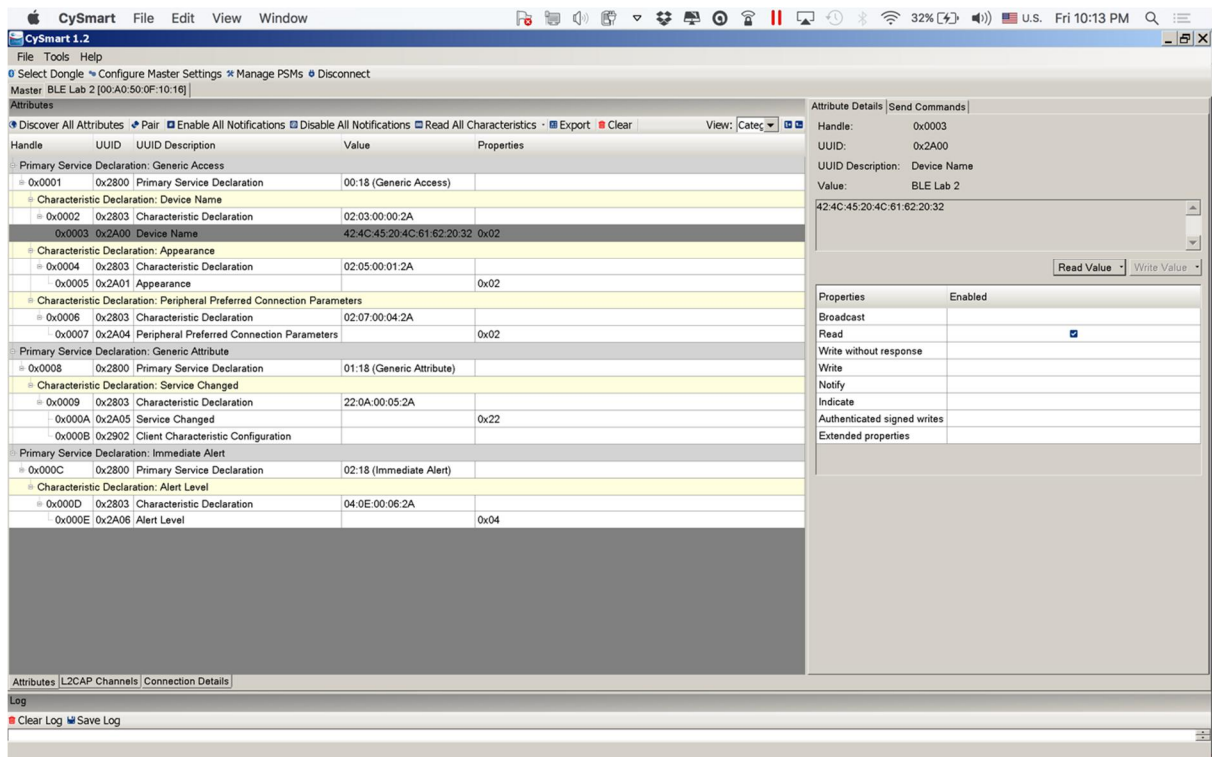 CySmart File Edit View Window 32% U.S. Fri 10:13 PM
CySmart 1.2
File Tools Help
Select Dongle Configure Master Settings Manage PSMs Disconnect
Master BLE Lab 2 [00:A0:50:0F:10:16]
Attributes
Discover All Attributes Pair Enable All Notifications Disable All Notifications Read All Characteristics Export Clear View: Categ
Handle UUID UUID Description Value Properties
Primary Service Declaration: Generic Access
0x0001 0x2800 Primary Service Declaration 00:18 (Generic Access)
Characteristic Declaration: Device Name
0x0002 0x2803 Characteristic Declaration 02:03:00:00:2A
0x0003 0x2A00 Device Name 42:4C:45:20:4C:61:62:20:32 0x02
Characteristic Declaration: Appearance
0x0004 0x2803 Characteristic Declaration 02:05:00:01:2A
0x0005 0x2A01 Appearance 0x02
Characteristic Declaration: Peripheral Preferred Connection Parameters
0x0006 0x2803 Characteristic Declaration 02:07:00:04:2A
0x0007 0x2A04 Peripheral Preferred Connection Parameters 0x02
Primary Service Declaration: Generic Attribute
0x0008 0x2800 Primary Service Declaration 01:18 (Generic Attribute)
Characteristic Declaration: Service Changed
0x0009 0x2803 Characteristic Declaration 22:0A:00:05:2A
0x000A 0x2A05 Service Changed 0x22
0x000B 0x2902 Client Characteristic Configuration
Primary Service Declaration: Immediate Alert
0x000C 0x2800 Primary Service Declaration 02:18 (Immediate Alert)
Characteristic Declaration: Alert Level
0x000D 0x2803 Characteristic Declaration 04:0E:00:06:2A
0x000E 0x2A06 Alert Level 0x04
Attributes L2CAP Channels Connection Details
Attribute Details Send Commands
Handle: 0x0003
UUID: 0x2A00
UUID Description: Device Name
Value: BLE Lab 2
42:4C:45:20:4C:61:62:20:32
Read Value Write Value
Properties Enabled
Broadcast
Read
Write without response
Write
Notify
Indicate
Authenticated signed writes
Extended properties
Log
Clear Log Save Log